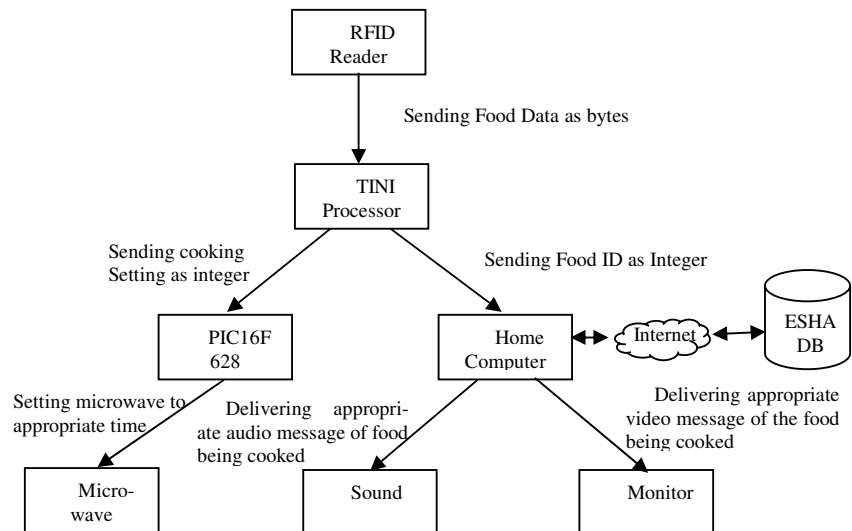 RFID
Reader
Sending Food Data as bytes
TINI
Processor
Sending cooking
Setting as integer
Sending Food ID as Integer
PIC16F
628
Home
Computer
Internet
ESHA
DB
Setting microwave to
appropriate time
Delivering appropri-
ate audio message of food
being cooked
Delivering appropriate
video message of the food
being cooked
Micro-
wave
Sound
Monitor